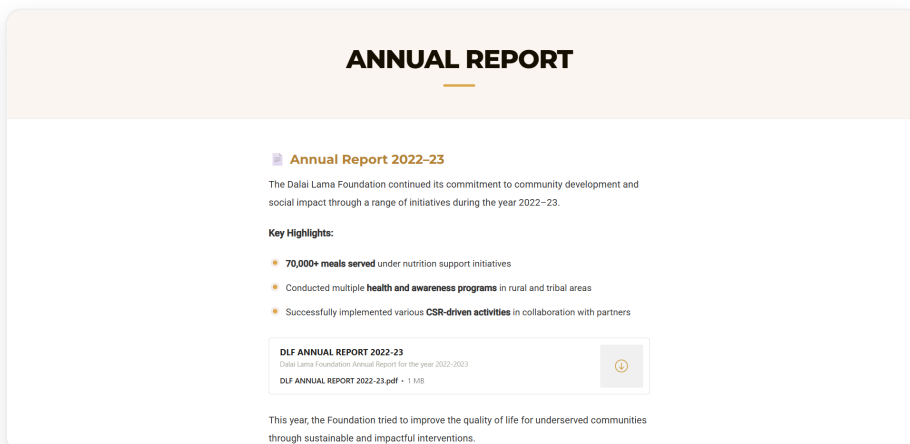 ANNUAL REPORT
Annual Report 2022–23
The Dalai Lama Foundation continued its commitment to community development and
social impact through a range of initiatives during the year 2022–23.
Key Highlights:
70,000+ meals served under nutrition support initiatives
Conducted multiple health and awareness programs in rural and tribal areas
Successfully implemented various CSR-driven activities in collaboration with partners
DLF ANNUAL REPORT 2022-23
Dalai Lama Foundation Annual Report for the year 2022-2023
DLF ANNUAL REPORT 2022-23.pdf • 1 MB
This year, the Foundation tried to improve the quality of life for underserved communities
through sustainable and impactful interventions.